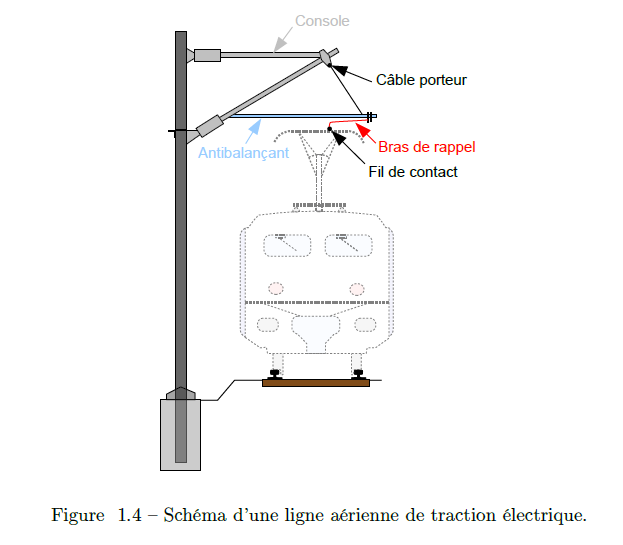 Console
Câble porteur
Antibalançant
Bras de rappel
Fil de contact
Figure 1.4 – Schéma d'une ligne aérienne de traction électrique.